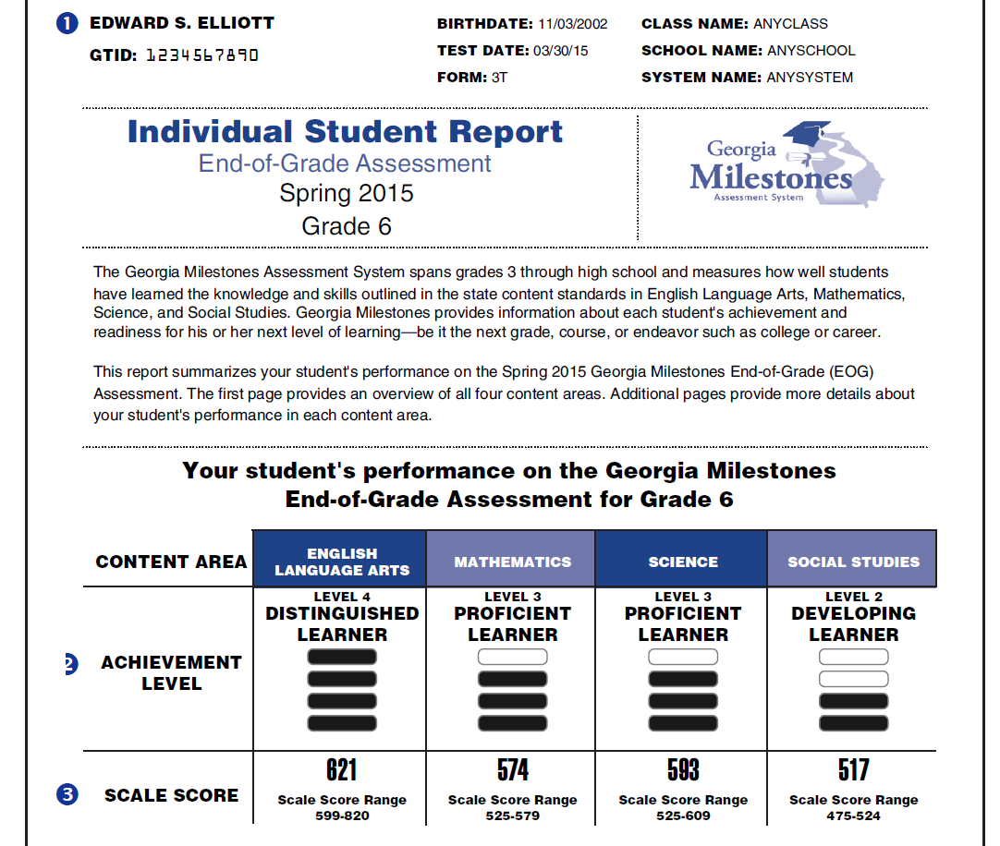 1 EDWARD S. ELLIOTT
GTID: 1234567890
BIRTHDATE: 11/03/2002
TEST DATE: 03/30/15
FORM: 3T
CLASS NAME: ANYCLASS
SCHOOL NAME: ANYSCHOOL
SYSTEM NAME: ANYSYSTEM
Individual Student Report
End-of-Grade Assessment
Spring 2015
Grade 6
Georgia
Milestones
Assessment System
The Georgia Milestones Assessment System spans grades 3 through high school and measures how well students
have learned the knowledge and skills outlined in the state content standards in English Language Arts, Mathematics,
Science, and Social Studies. Georgia Milestones provides information about each student's achievement and
readiness for his or her next level of learning—be it the next grade, course, or endeavor such as college or career.
This report summarizes your student's performance on the Spring 2015 Georgia Milestones End-of-Grade (EOG)
Assessment. The first page provides an overview of all four content areas. Additional pages provide more details about
your student's performance in each content area.
Your student's performance on the Georgia Milestones
End-of-Grade Assessment for Grade 6
CONTENT AREA
ENGLISH
LANGUAGE ARTS
MATHEMATICS
SCIENCE
SOCIAL STUDIES
2 ACHIEVEMENT
LEVEL
LEVEL 4
DISTINGUISHED
LEARNER
LEVEL 3
PROFICIENT
LEARNER
LEVEL 3
PROFICIENT
LEARNER
LEVEL 2
DEVELOPING
LEARNER
3 SCALE SCORE
621
Scale Score Range
599-820
574
Scale Score Range
525-579
593
Scale Score Range
525-609
517
Scale Score Range
475-524